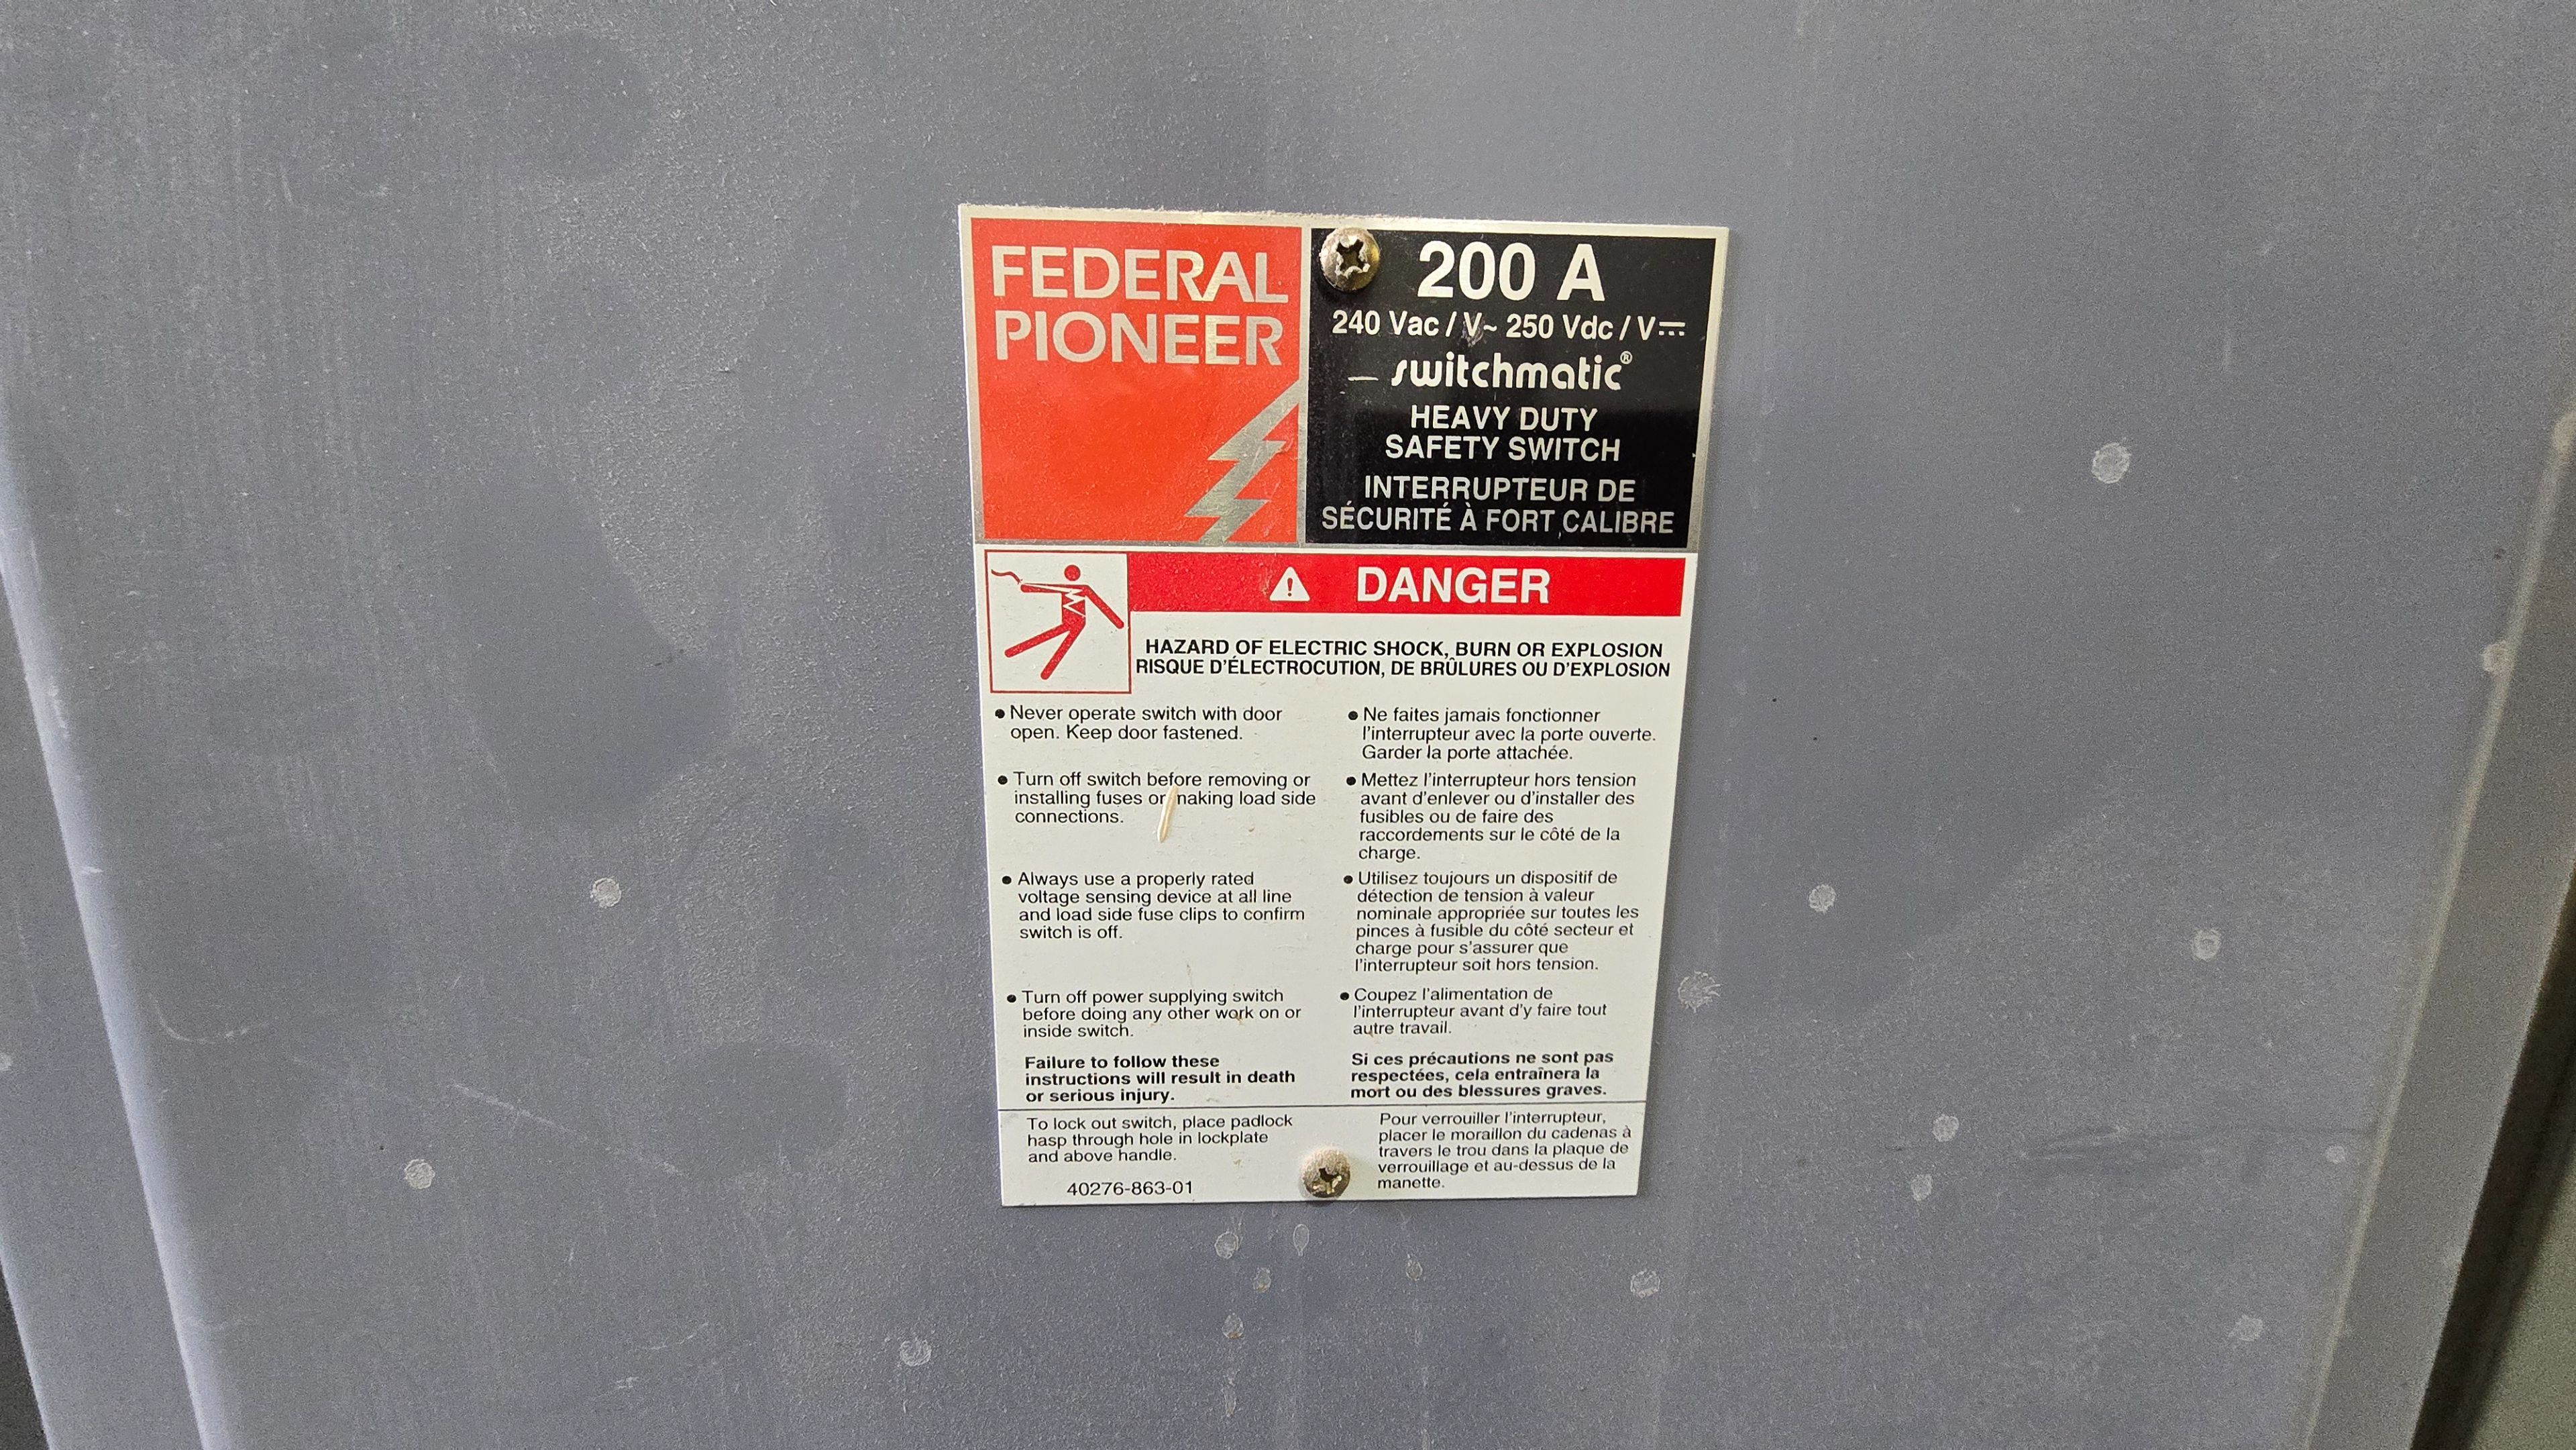 FEDERAL
PIONEER
200 A
240 Vac / V~ 250 Vdc / V⎓
switchmatic®
HEAVY DUTY
SAFETY SWITCH
INTERRUPTEUR DE
SÉCURITÉ À FORT CALIBRE
DANGER
HAZARD OF ELECTRIC SHOCK, BURN OR EXPLOSION
RISQUE D'ÉLECTROCUTION, DE BRÛLURES OU D'EXPLOSION
• Never operate switch with door
open. Keep door fastened.
• Turn off switch before removing or
installing fuses or making load side
connections.
• Always use a properly rated
voltage sensing device at all line
and load side fuse clips to confirm
switch is off.
• Turn off power supplying switch
before doing any other work on or
inside switch.
Failure to follow these
instructions will result in death
or serious injury.
• Ne faites jamais fonctionner
l'interrupteur avec la porte ouverte.
Garder la porte attachée.
• Mettez l'interrupteur hors tension
avant d'enlever ou d'installer des
fusibles ou de faire des
raccordements sur le côté de la
charge.
• Utilisez toujours un dispositif de
détection de tension à valeur
nominale appropriée sur toutes les
pinces à fusible du côté secteur et
charge pour s'assurer que
l'interrupteur soit hors tension.
• Coupez l'alimentation de
l'interrupteur avant d'y faire tout
autre travail.
Si ces précautions ne sont pas
respectées, cela entraînera la
mort ou des blessures graves.
To lock out switch, place padlock
hasp through hole in lockplate
and above handle.
40276-863-01
Pour verrouiller l'interrupteur,
placer le moraillon du cadenas à
travers le trou dans la plaque de
verrouillage et au-dessus de la
manette.